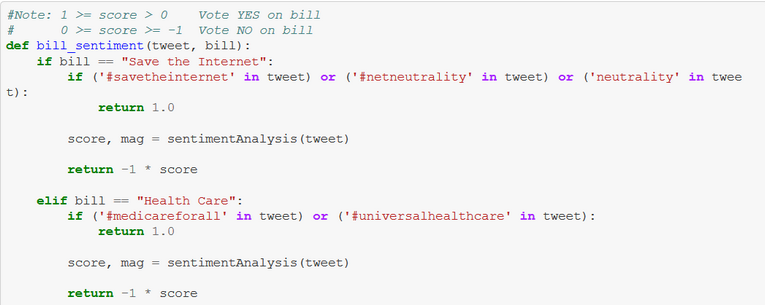 #Note: 1 >= score > 0    Vote YES on bill
#      0 >= score >= -1  Vote NO on bill
def bill_sentiment(tweet, bill):
    if bill == "Save the Internet":
        if ('#savetheinternet' in tweet) or ('#netneutrality' in tweet) or ('neutrality' in twee
t):
            return 1.0

        score, mag = sentimentAnalysis(tweet)

        return -1 * score

    elif bill == "Health Care":
        if ('#medicareforall' in tweet) or ('#universalhealthcare' in tweet):
            return 1.0

        score, mag = sentimentAnalysis(tweet)

        return -1 * score